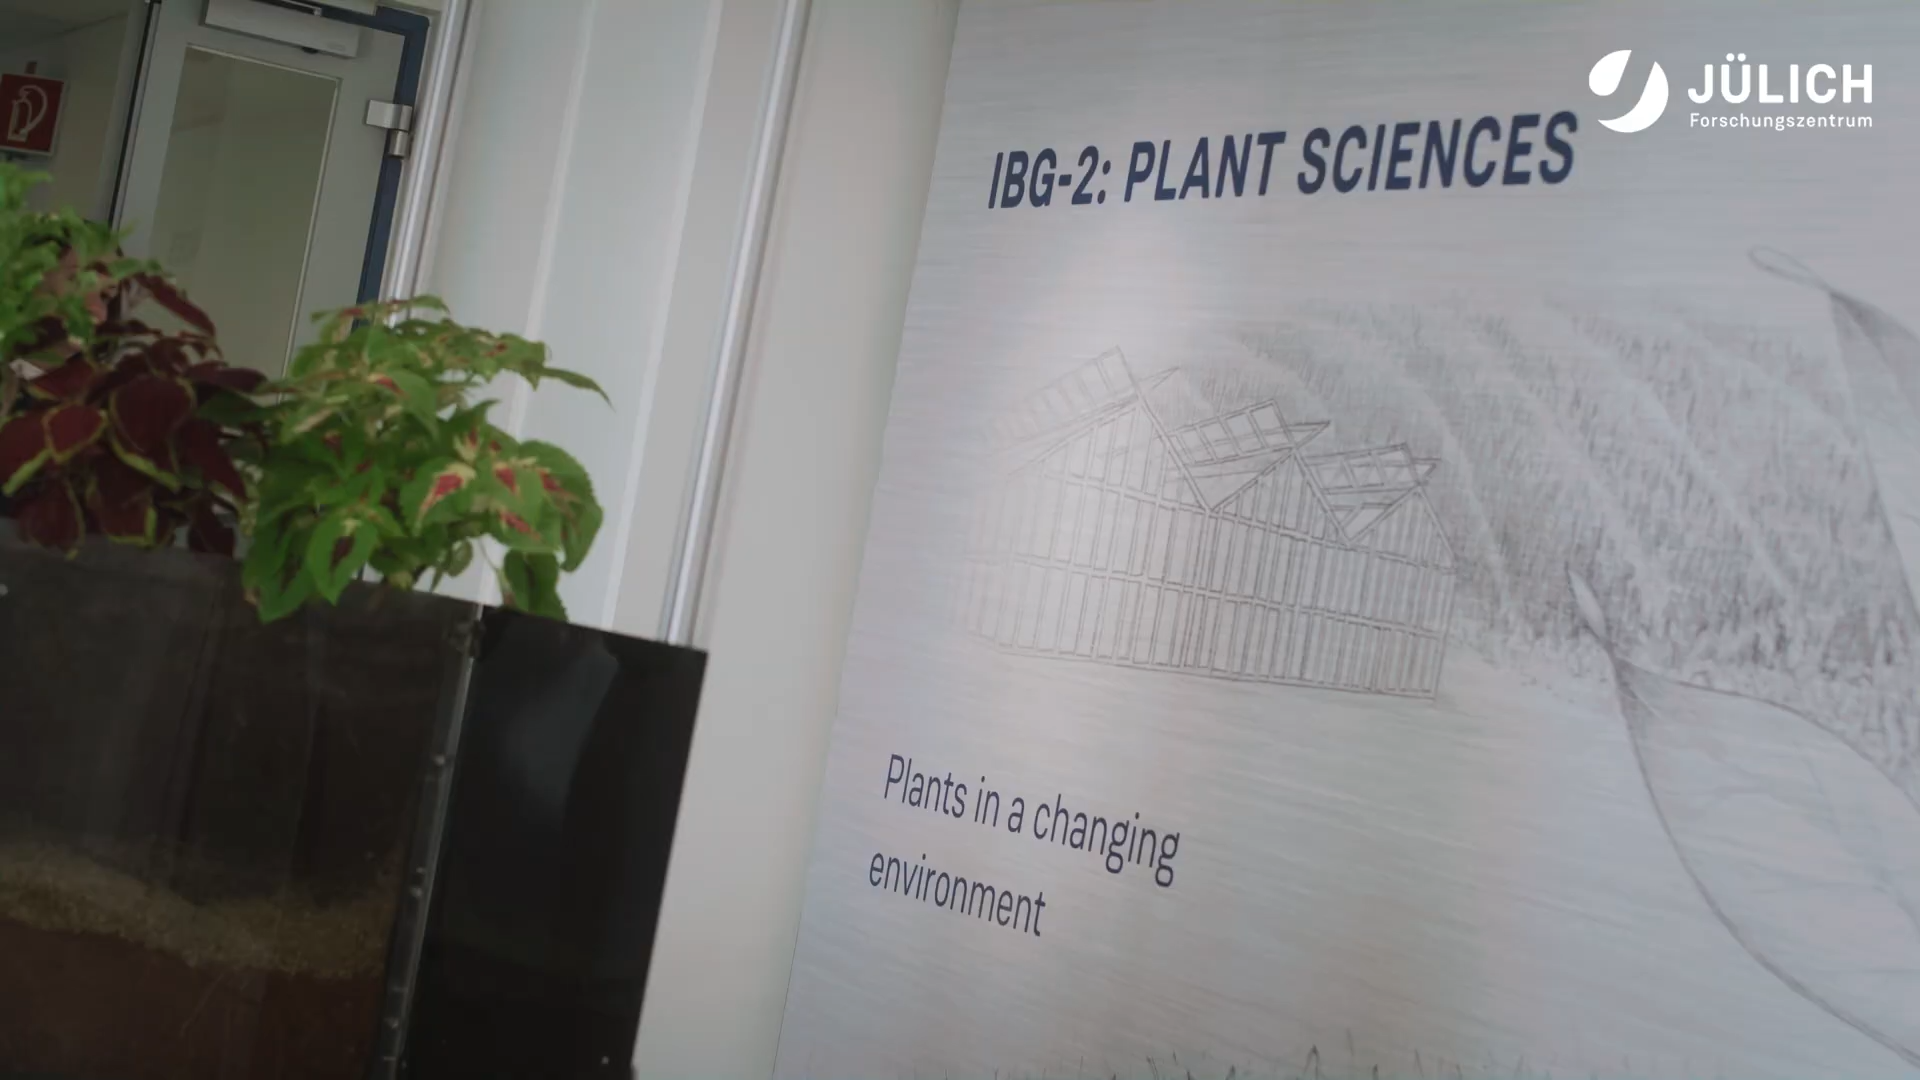 JÜLICH
Forschungszentrum
IBG-2: PLANT SCIENCES
Plants in a changing
environment